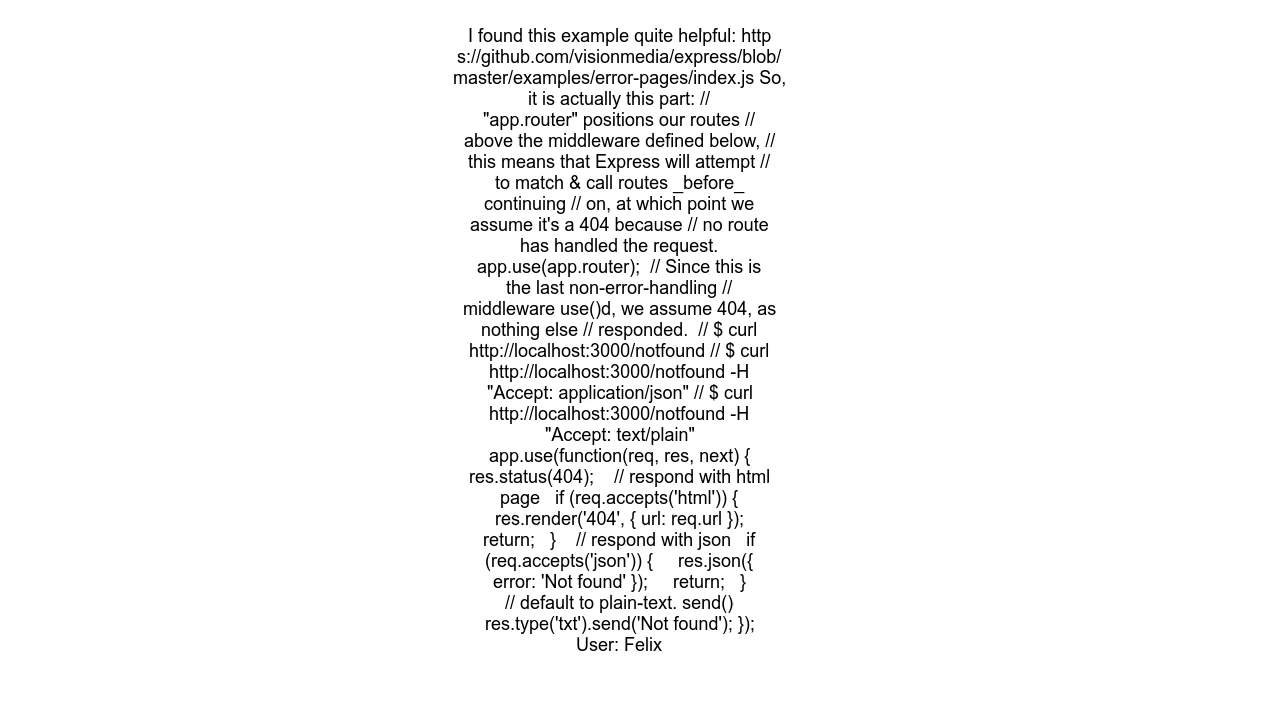 I found this example quite helpful: http
s://github.com/visionmedia/express/blob/
master/examples/error-pages/index.js So,
it is actually this part: //
"app.router" positions our routes //
above the middleware defined below, //
this means that Express will attempt //
to match & call routes _before_
continuing // on, at which point we
assume it's a 404 because // no route
has handled the request.
app.use(app.router);  // Since this is
the last non-error-handling //
middleware use()d, we assume 404, as
nothing else // responded.  // $ curl
http://localhost:3000/notfound // $ curl
http://localhost:3000/notfound -H
"Accept: application/json" // $ curl
http://localhost:3000/notfound -H
"Accept: text/plain"
app.use(function(req, res, next) {
res.status(404);    // respond with html
page   if (req.accepts('html')) {
res.render('404', { url: req.url });
return;   }    // respond with json   if
(req.accepts('json')) {     res.json({
error: 'Not found' });     return;   }
// default to plain-text. send()
res.type('txt').send('Not found'); });
User: Felix